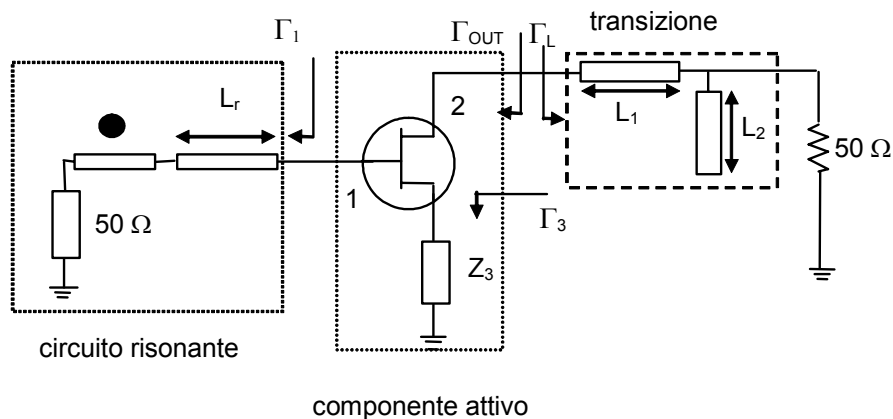 transizione
Γ1
ΓOUT
ΓL
Lr
2
L1
L2
50 Ω
1
50 Ω
Γ3
Z3
circuito risonante
componente attivo